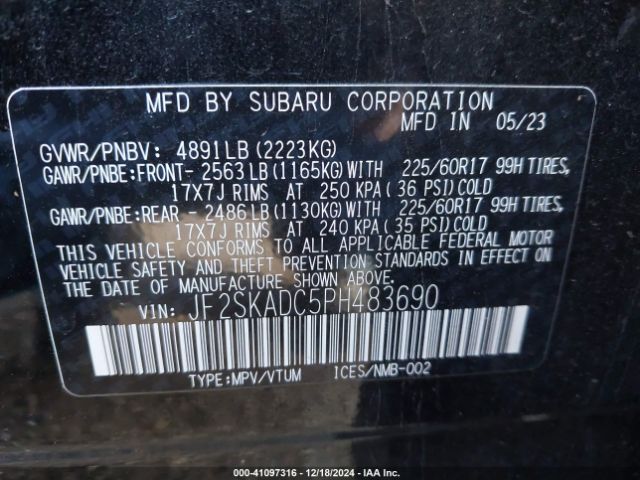 MFD BY SUBARU CORPORATION
MFD IN 05/23
GVWR/PNBV: 4891LB (2223KG)
GAWR/PNBE:FRONT- 2563LB (1165KG) WITH 225/60R17 99H TIRES,
17X7J RIMS AT 250 KPA (36 PSI) COLD
GAWR/PNBE:REAR - 2486LB (1130KG) WITH 225/60R17 99H TIRES,
17X7J RIMS AT 240 KPA (35 PSI) COLD
THIS VEHICLE CONFORMS TO ALL APPLICABLE FEDERAL MOTOR
VEHICLE SAFETY AND THEFT PREVENTION STANDARDS IN EFFECT ON
THE DATE OF MANUFACTURE SHOWN ABOVE.
VIN: JF2SKADC5PH483690
TYPE:MPV/VTUM ICES/NMB-002
000-41097316 - 12/18/2024 - IAA Inc.